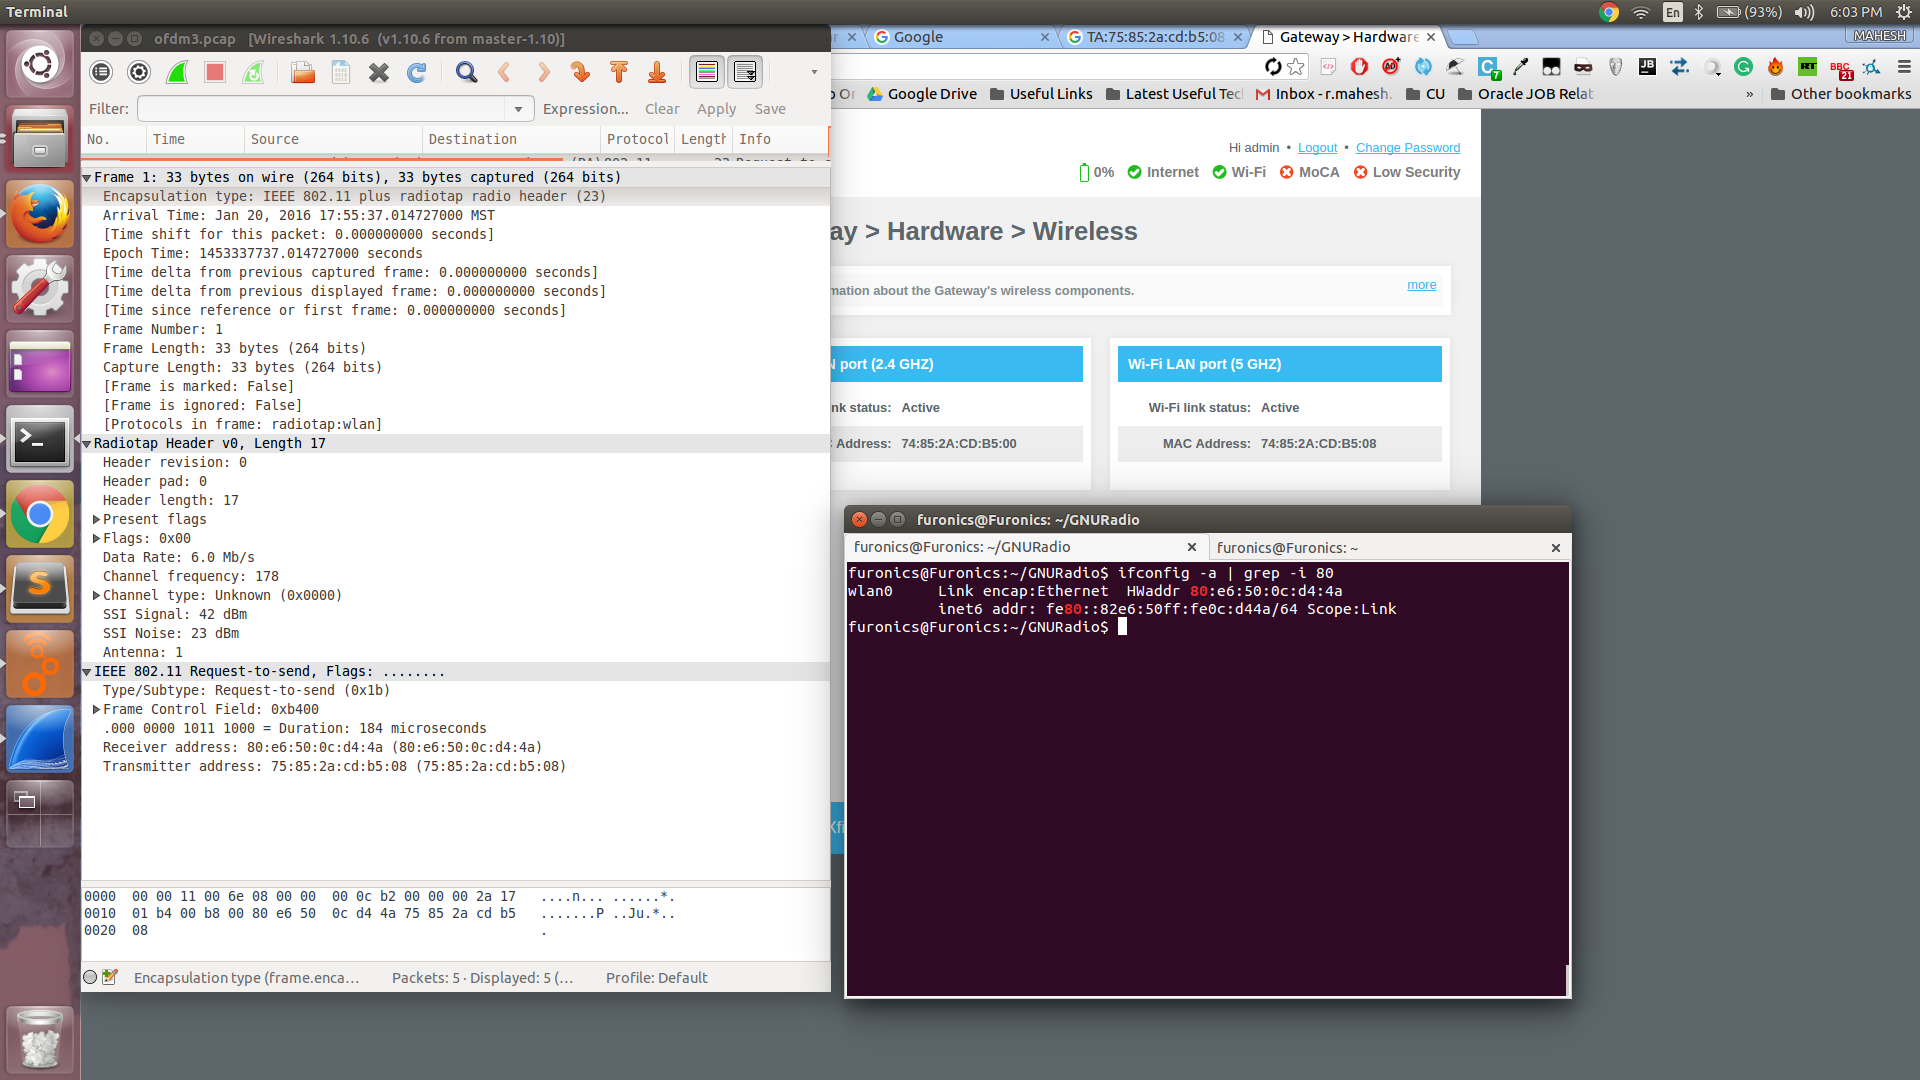 Terminal
En
(93%)
6:03 PM
ofdm3.pcap [Wireshark 1.10.6 (v1.10.6 from master-1.10)]
Google
TA:75:85:2a:cd:b5:08
Gateway > Hardware
MAHESH
Filter:
Expression...
Clear
Apply
Save
Google Drive
Useful Links
Latest Useful Tec
Inbox - r.mahesh.
CU
Oracle JOB Relat
»
Other bookmarks
No.
Time
Source
Destination
Protocol
Length
Info
Frame 1: 33 bytes on wire (264 bits), 33 bytes captured (264 bits)
Encapsulation type: IEEE 802.11 plus radiotap radio header (23)
Arrival Time: Jan 20, 2016 17:55:37.014727000 MST
[Time shift for this packet: 0.000000000 seconds]
Epoch Time: 1453337737.014727000 seconds
[Time delta from previous captured frame: 0.000000000 seconds]
[Time delta from previous displayed frame: 0.000000000 seconds]
[Time since reference or first frame: 0.000000000 seconds]
Frame Number: 1
Frame Length: 33 bytes (264 bits)
Capture Length: 33 bytes (264 bits)
[Frame is marked: False]
[Frame is ignored: False]
[Protocols in frame: radiotap:wlan]
Radiotap Header v0, Length 17
Header revision: 0
Header pad: 0
Header length: 17
Present flags
Flags: 0x00
Data Rate: 6.0 Mb/s
Channel frequency: 178
Channel type: Unknown (0x0000)
SSI Signal: 42 dBm
SSI Noise: 23 dBm
Antenna: 1
IEEE 802.11 Request-to-send, Flags: ........
Type/Subtype: Request-to-send (0x1b)
Frame Control Field: 0xb400
.000 0000 1011 1000 = Duration: 184 microseconds
Receiver address: 80:e6:50:0c:d4:4a (80:e6:50:0c:d4:4a)
Transmitter address: 75:85:2a:cd:b5:08 (75:85:2a:cd:b5:08)
0000 00 00 11 00 6e 08 00 00 00 0c b2 00 00 00 2a 17 ....n... ......*.
0010 01 b4 00 b8 00 80 e6 50 0c d4 4a 75 85 2a cd b5 .......P ..Ju.*..
0020 08 .
Encapsulation type (frame.enca...
Packets: 5 · Displayed: 5 (...
Profile: Default
Hi admin • Logout • Change Password
0% Internet Wi-Fi MoCA Low Security
ay > Hardware > Wireless
mation about the Gateway's wireless components.
more
N port (2.4 GHZ)
nk status: Active
Address: 74:85:2A:CD:B5:00
Wi-Fi LAN port (5 GHZ)
Wi-Fi link status: Active
MAC Address: 74:85:2A:CD:B5:08
furonics@Furonics: ~/GNURadio
furonics@Furonics: ~/GNURadio
furonics@Furonics: ~
furonics@Furonics:~/GNURadio$ ifconfig -a | grep -i 80
wlan0 Link encap:Ethernet HWaddr 80:e6:50:0c:d4:4a
inet6 addr: fe80::82e6:50ff:fe0c:d44a/64 Scope:Link
furonics@Furonics:~/GNURadio$